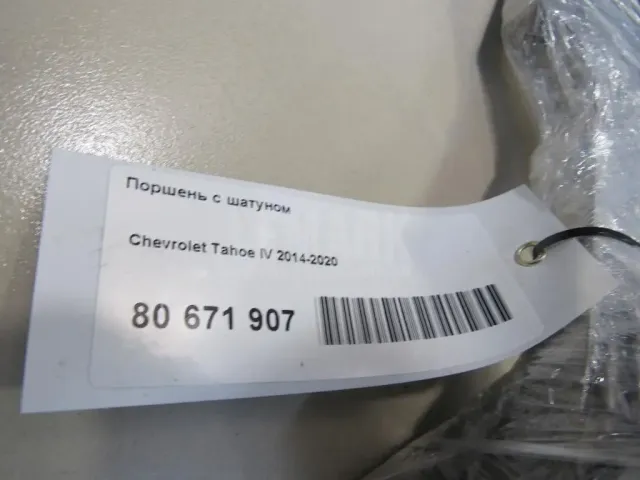 Поршень с шатуном
Chevrolet Tahoe IV 2014-2020
80 671 907